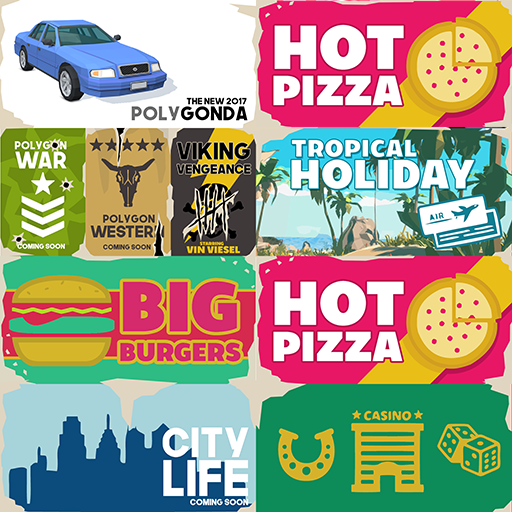 THE NEW 2017
POLYGONDA
HOT
PIZZA
POLYGON
WAR
COMING SOON
POLYGON
WESTERN
COMING SOON
VIKING
VENGEANCE
STARRING
VIN VIESEL
TROPICAL
HOLIDAY
AIR
BIG
BURGERS
HOT
PIZZA
CITY
LIFE
COMING SOON
CASINO